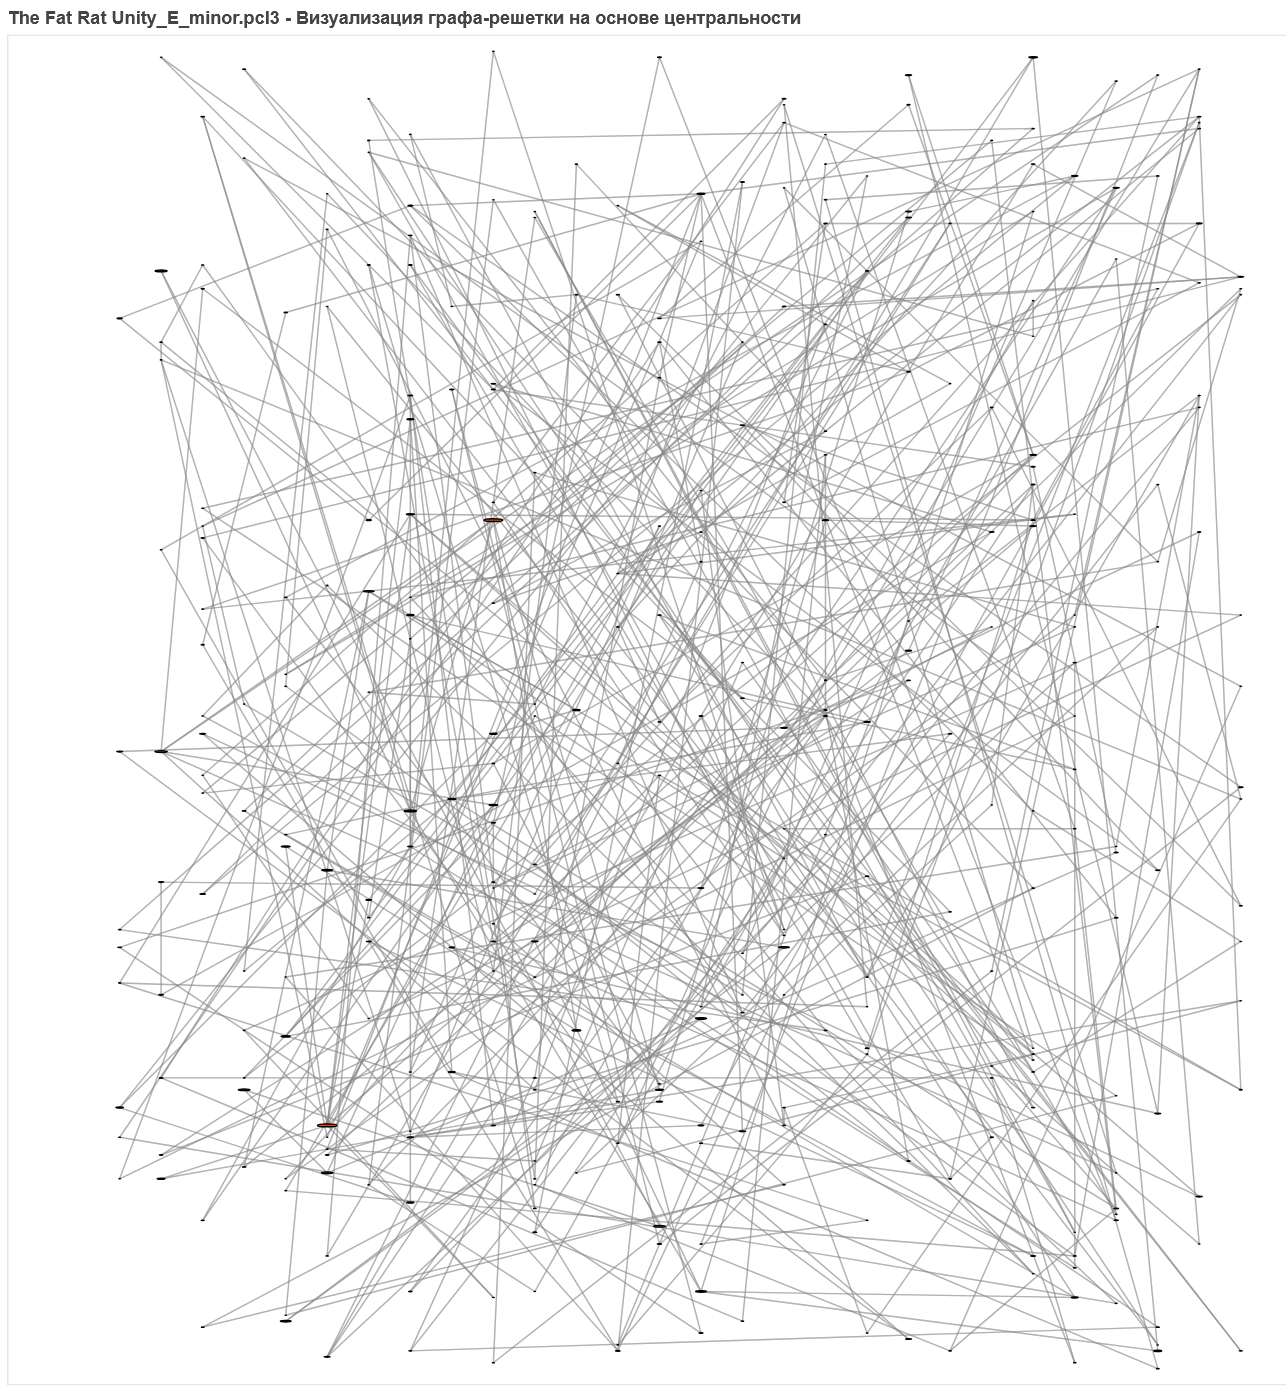 The Fat Rat Unity_E_minor.pcl3 - Визуализация графа-решетки на основе центральности